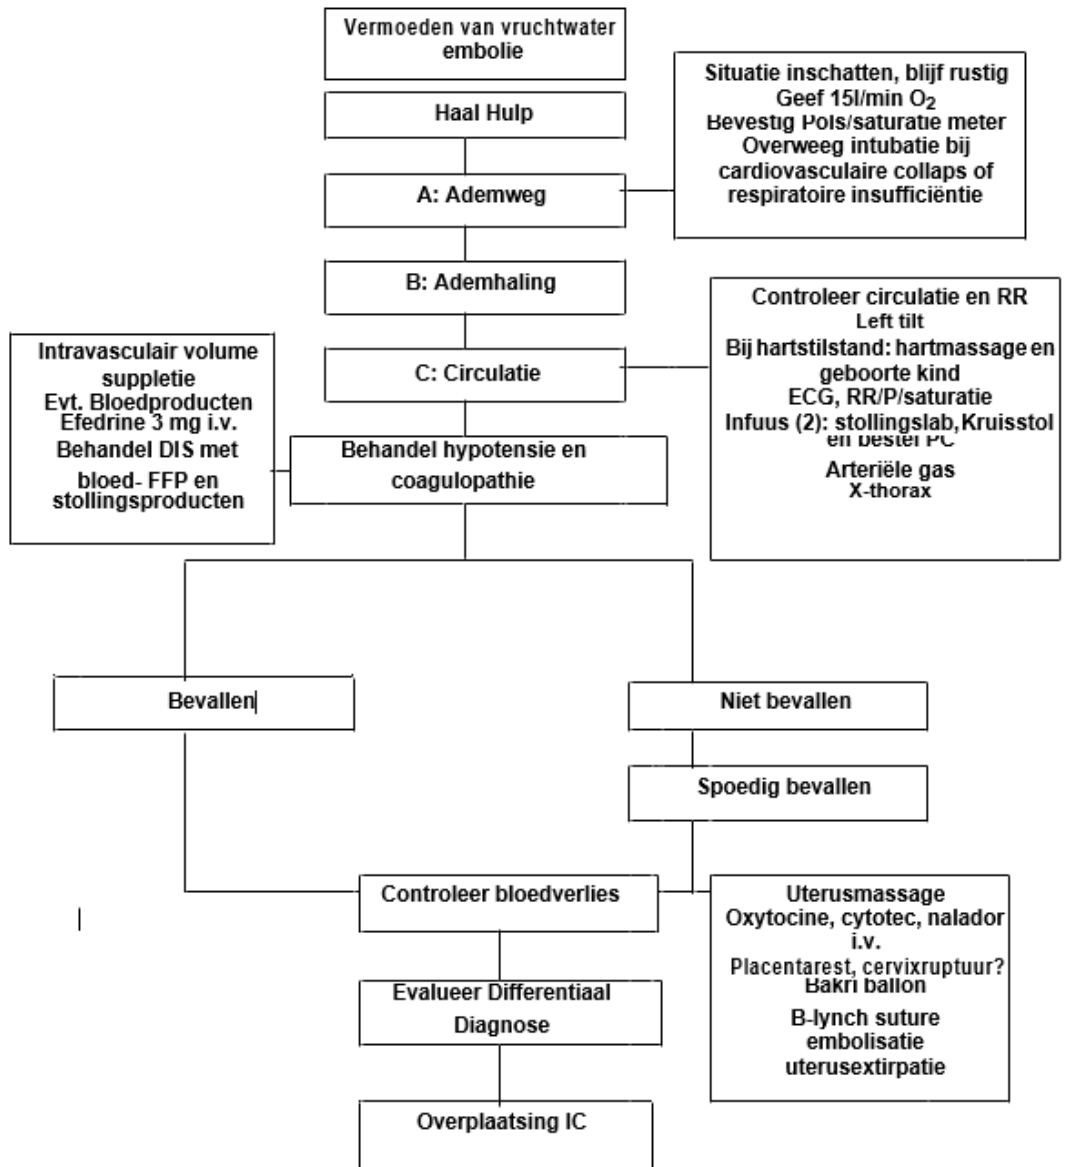 Vermoeden van vruchtwater
embolie
Haal Hulp
Situatie inschatten, blijf rustig
Geef 15l/min O₂
Bevestig Pols/saturatie meter
Overweeg intubatie bij
cardiovasculaire collaps of
respiratoire insufficiëntie
A: Ademweg
B: Ademhaling
Controleer circulatie en RR
Left tilt
Bij hartstilstand: hartmassage en
geboorte kind
ECG, RR/P/saturatie
Infuus (2): stollingslab,Kruisstol
en bestel PC
Arteriële gas
X-thorax
C: Circulatie
Intravasculair volume
suppletie
Evt. Bloedproducten
Efedrine 3 mg i.v.
Behandel DIS met
bloed- FFP en
stollingsproducten
Behandel hypotensie en
coagulopathie
Bevallen
Niet bevallen
Spoedig bevallen
Controleer bloedverlies
Uterusmassage
Oxytocine, cytotec, nalador
i.v.
Placentarest, cervixruptuur?
Bakri ballon
B-lynch suture
embolisatie
uterusextirpatie
Evalueer Differentiaal
Diagnose
Overplaatsing IC